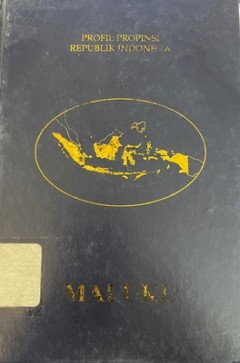 PROFIL PROPINSI
REPUBLIK INDONESIA
MALUKU